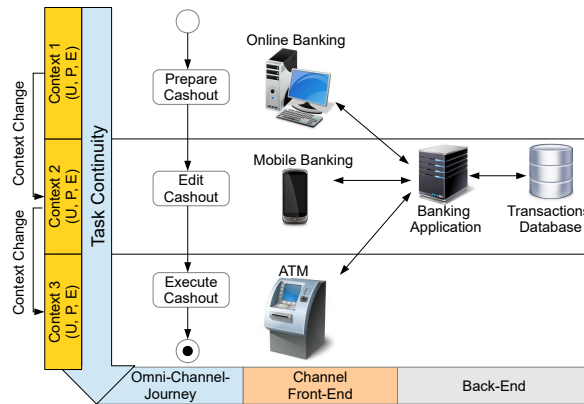 Context Change
Context Change
Context 1
(U, P, E)
Context 2
(U, P, E)
Context 3
(U, P, E)
Task Continuity
Prepare
Cashout
Edit
Cashout
Execute
Cashout
Online Banking
Mobile Banking
ATM
Banking
Application
Transactions
Database
Omni-Channel-
Journey
Channel
Front-End
Back-End